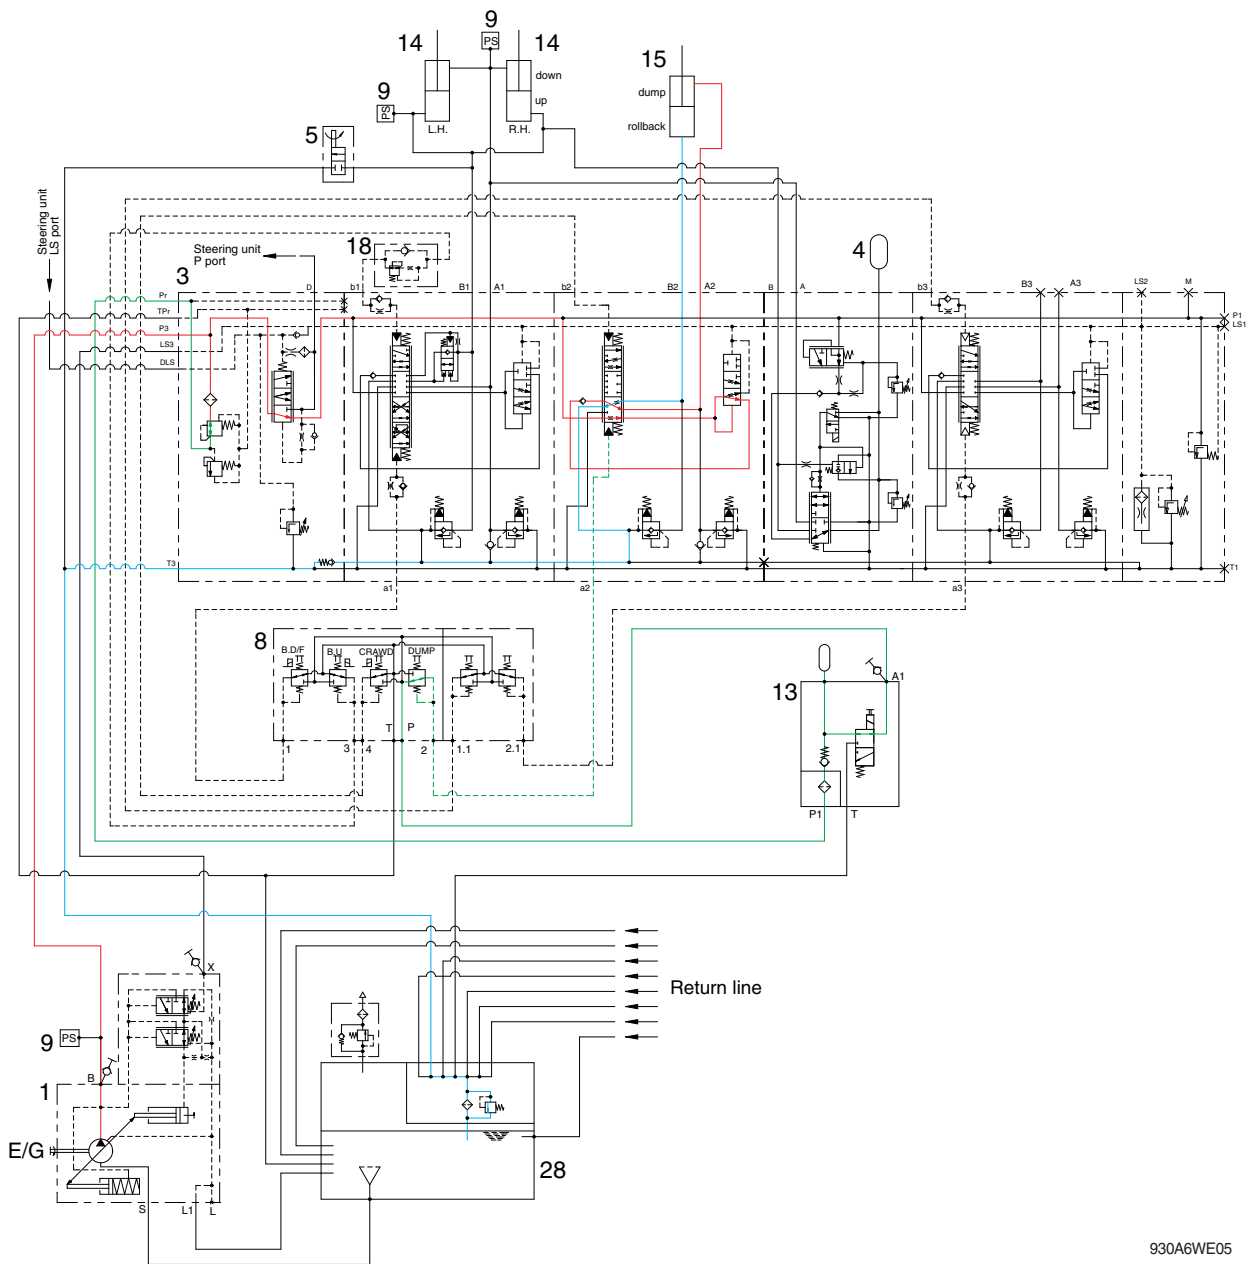 9
14
PS
14
15
down
dump
9
PS
up
5
L.H.
R.H.
rollback
Steering unit
LS port
Steering unit
P port
18
4
3
D
b1
B1
A1
b2
B2
A2
B
A
b3
B3
A3
LS2
M
Pr
TPr
P3
LS3
DLS
P1
LS1
T3
T1
a1
a2
a3
8
B.D/F
B.U
CRAWD
DUMP
T
P
1
3
4
2
1.1
2.1
13
A1
P1
T
X
9
PS
B
1
E/G
S
L1
L
Return line
28
930A6WE05